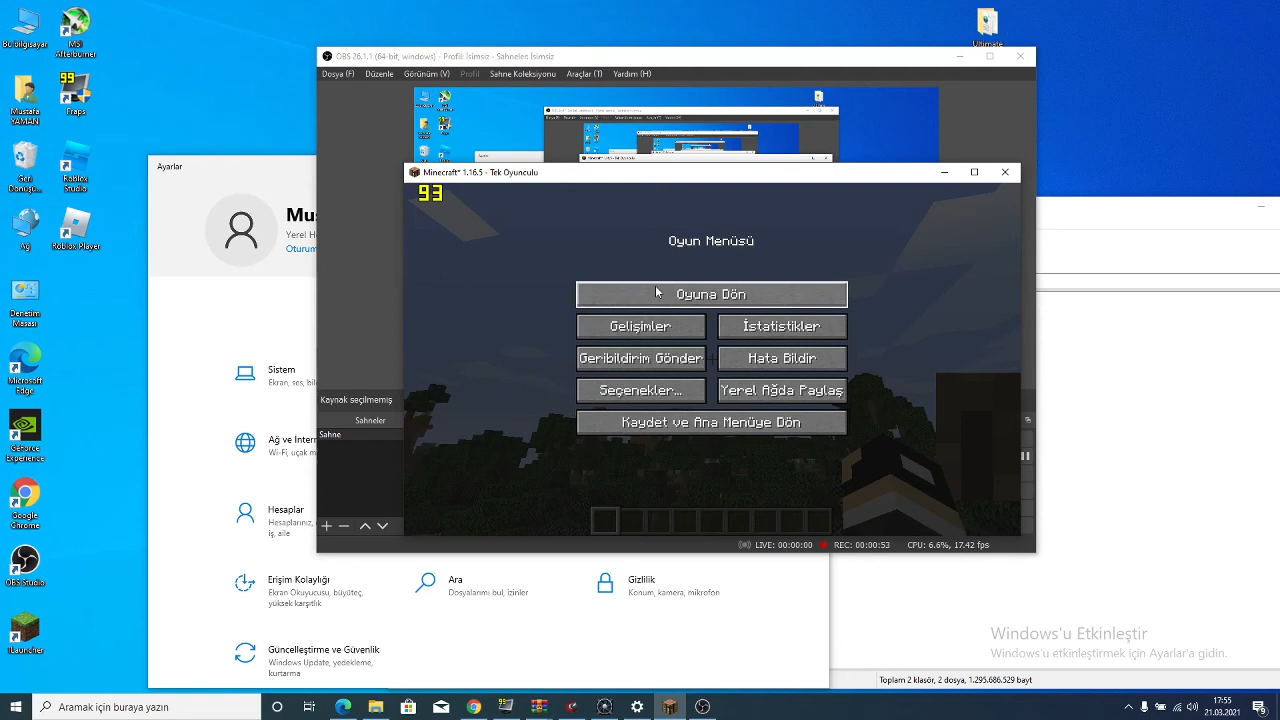 Bu bilgisayar
MSI
Afterburner
Ultimate
OBS 26.1.1 (64-bit, windows) - Profil: İsimsiz - Sahneler: İsimsiz
Dosya (F) Düzenle Görünüm (V) Profil Sahne Koleksiyonu Araçlar (T) Yardım (H)
99
Mustafa
YAMAN
Fraps
Ayarlar
Minecraft* 1.16.5 - Tek Oyunculu
93
Geri
Dönüşü...
Roblox
Studio
Mus
Yerel He
Oturum
Ağ
Roblox Player
Oyun Menüsü
Oyuna Dön
Gelişimler
İstatistikler
Geribildirim Gönder
Hata Bildir
Seçenekler...
Yerel Ağda Paylaş
Kaydet ve Ana Menüye Dön
Denetim
Masası
Microsoft
Edge
Sistem
Ekran, ses, bil
Kaynak seçilmemiş
Sahneler
Sahne
GeForce
Experience
Ağ ve Intern
Wi-Fi, uçak m
Google
Chrome
Hesaplar
Hesaplarınız,
iş, aile
LIVE: 00:00:00 REC: 00:00:53 CPU: 6.6%, 17.42 fps
OBS Studio
Erişim Kolaylığı
Ekran Okuyucusu, büyüteç,
yüksek karşıtlık
Ara
Dosyalarımı bul, izinler
Gizlilik
Konum, kamera, mikrofon
iLauncher
Güncelleştirme ve Güvenlik
Windows Update, yedekleme,
kurtarma
Windows'u Etkinleştir
Windows'u etkinleştirmek için Ayarlar'a gidin.
Toplam 2 klasör, 2 dosya, 1.295.686.529 bayt
Aramak için buraya yazın
99
17:55
21.03.2021